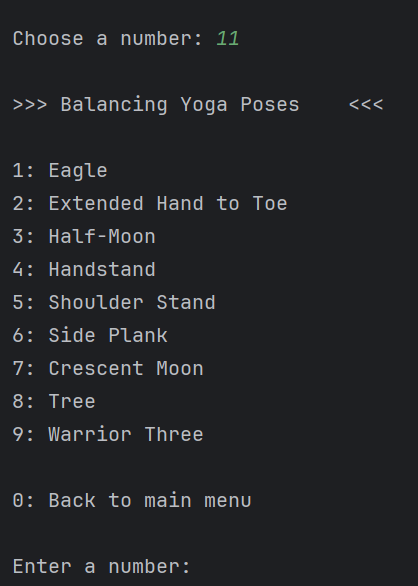 Choose a number: 11
>>> Balancing Yoga Poses    <<<
1: Eagle
2: Extended Hand to Toe
3: Half-Moon
4: Handstand
5: Shoulder Stand
6: Side Plank
7: Crescent Moon
8: Tree
9: Warrior Three
0: Back to main menu
Enter a number: